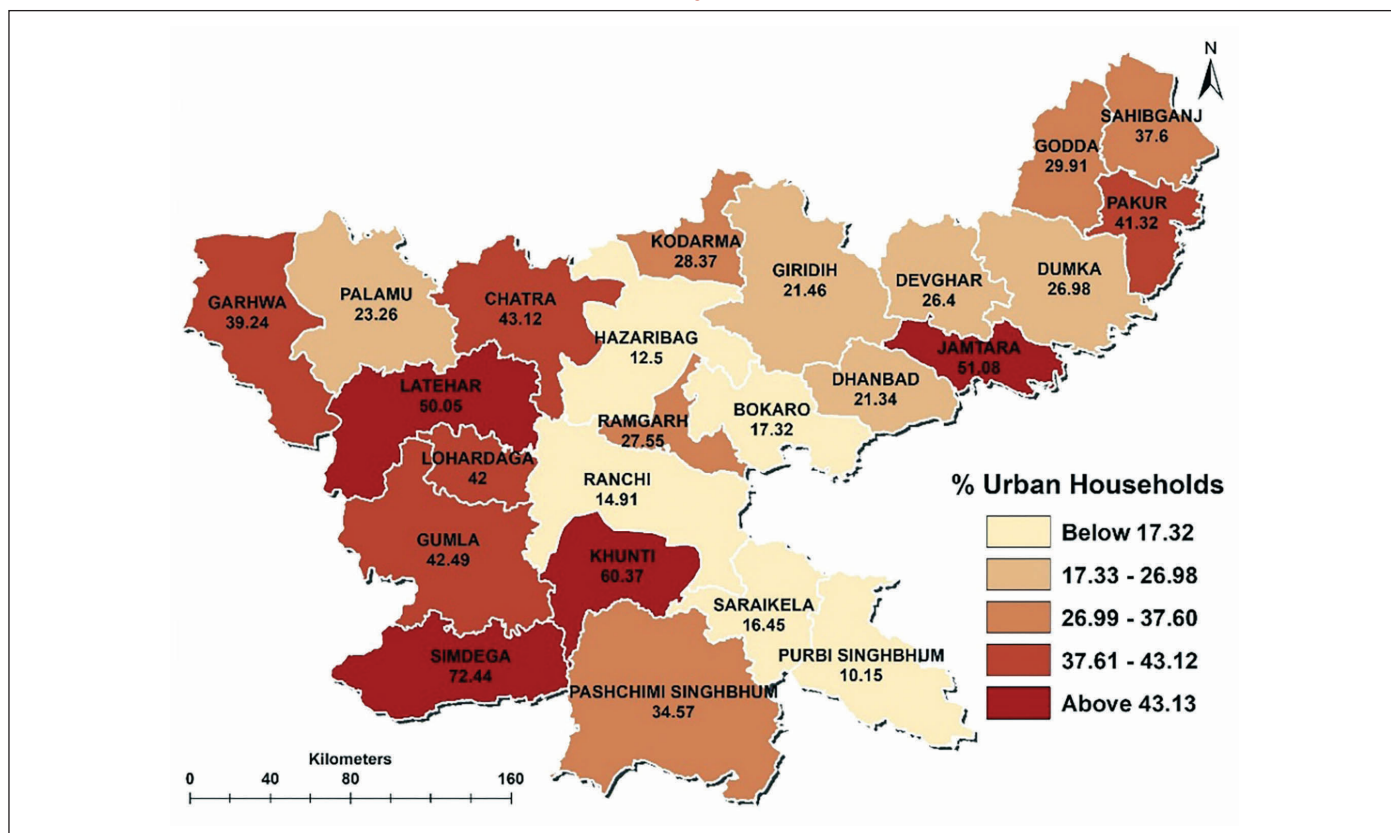 N
SAHIBGANJ
37.6
GODDA
29.91
PAKUR
41.32
KODARMA
28.37
GIRIDIH
21.46
DEVGHAR
26.4
DUMKA
26.98
GARHWA
39.24
PALAMU
23.26
CHATRA
43.12
HAZARIBAG
12.5
JAMTARA
51.08
LATEHAR
50.05
DHANBAD
21.34
RAMGARH
27.55
BOKARO
17.32
LOHARDAGA
42
RANCHI
14.91
GUMLA
42.49
KHUNTI
60.37
SARAIKELA
16.45
SIMDEGA
72.44
PURBI SINGHBHUM
10.15
PASHCHIMI SINGHBHUM
34.57
% Urban Households
Below 17.32
17.33 - 26.98
26.99 - 37.60
37.61 - 43.12
Above 43.13
Kilometers
0 40 80 160